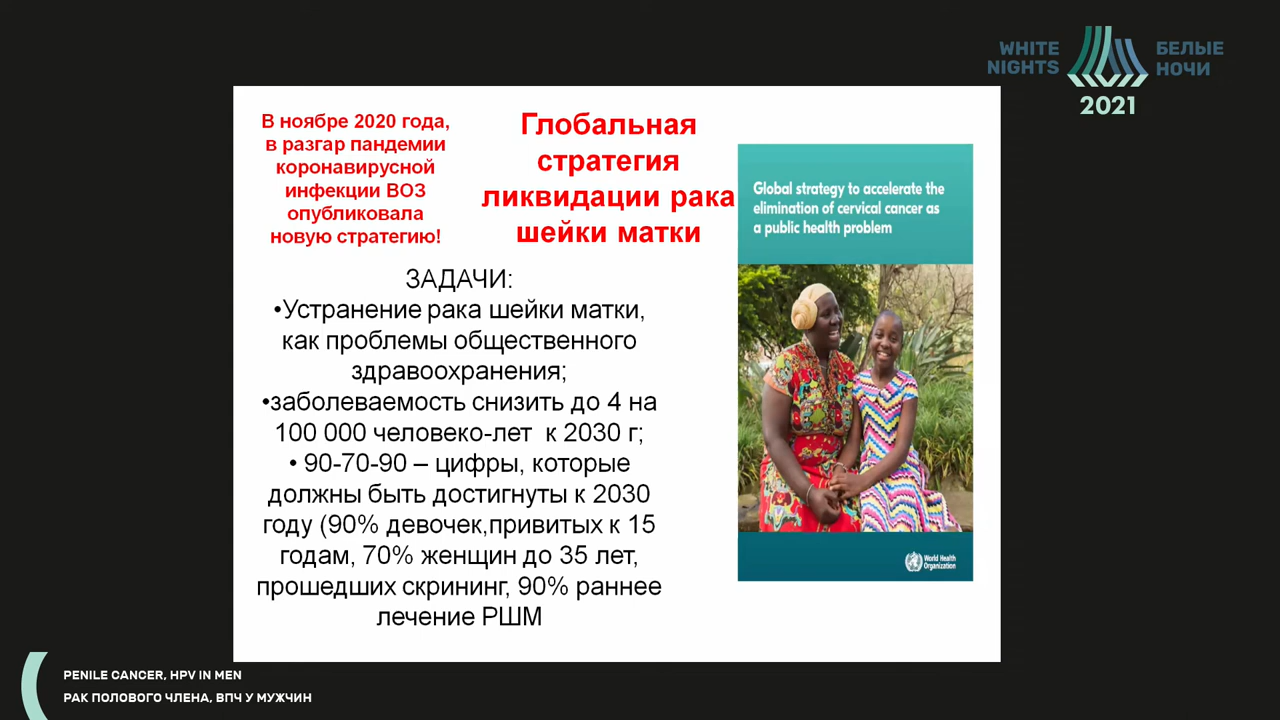 WHITE
NIGHTS
БЕЛЫЕ
НОЧИ
2021
В ноябре 2020 года,
в разгар пандемии
коронавирусной
инфекции ВОЗ
опубликовала
новую стратегию!
Глобальная
стратегия
ликвидации рака
шейки матки
ЗАДАЧИ:
•Устранение рака шейки матки,
как проблемы общественного
здравоохранения;
•заболеваемость снизить до 4 на
100 000 человеко-лет к 2030 г;
• 90-70-90 – цифры, которые
должны быть достигнуты к 2030
году (90% девочек,привитых к 15
годам, 70% женщин до 35 лет,
прошедших скрининг, 90% раннее
лечение РШМ
Global strategy to accelerate the
elimination of cervical cancer as
a public health problem
World Health
Organization
PENILE CANCER, HPV IN MEN
РАК ПОЛОВОГО ЧЛЕНА, ВПЧ У МУЖЧИН